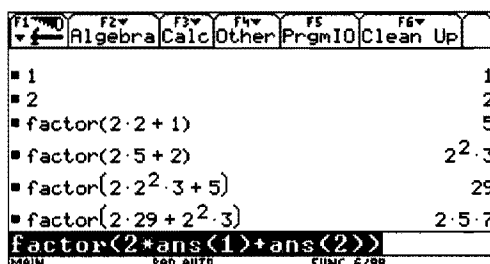 F1 F2 F3 F4 F5 F6
Algebra Calc Other PrgmIO Clean Up
▪ 1 1
▪ 2 2
▪ factor(2·2 + 1) 5
▪ factor(2·5 + 2) 2²·3
▪ factor(2·2²·3 + 5) 29
▪ factor(2·29 + 2²·3) 2·5·7
factor(2*ans(1)+ans(2))
MAIN RAD AUTO FUNC 6/99